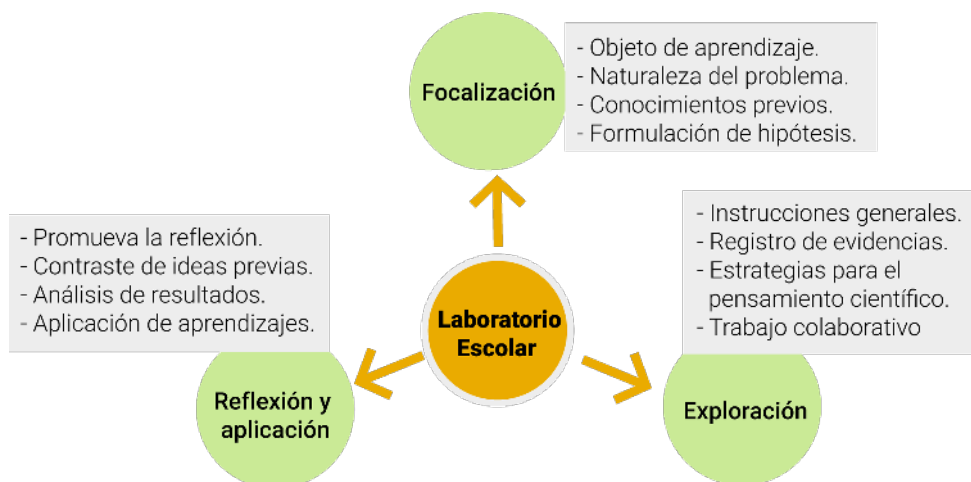 Focalización
- Objeto de aprendizaje.
- Naturaleza del problema.
- Conocimientos previos.
- Formulación de hipótesis.
- Promueva la reflexión.
- Contraste de ideas previas.
- Análisis de resultados.
- Aplicación de aprendizajes.
- Instrucciones generales.
- Registro de evidencias.
- Estrategias para el
pensamiento científico.
- Trabajo colaborativo
Laboratorio
Escolar
Reflexión y
aplicación
Exploración